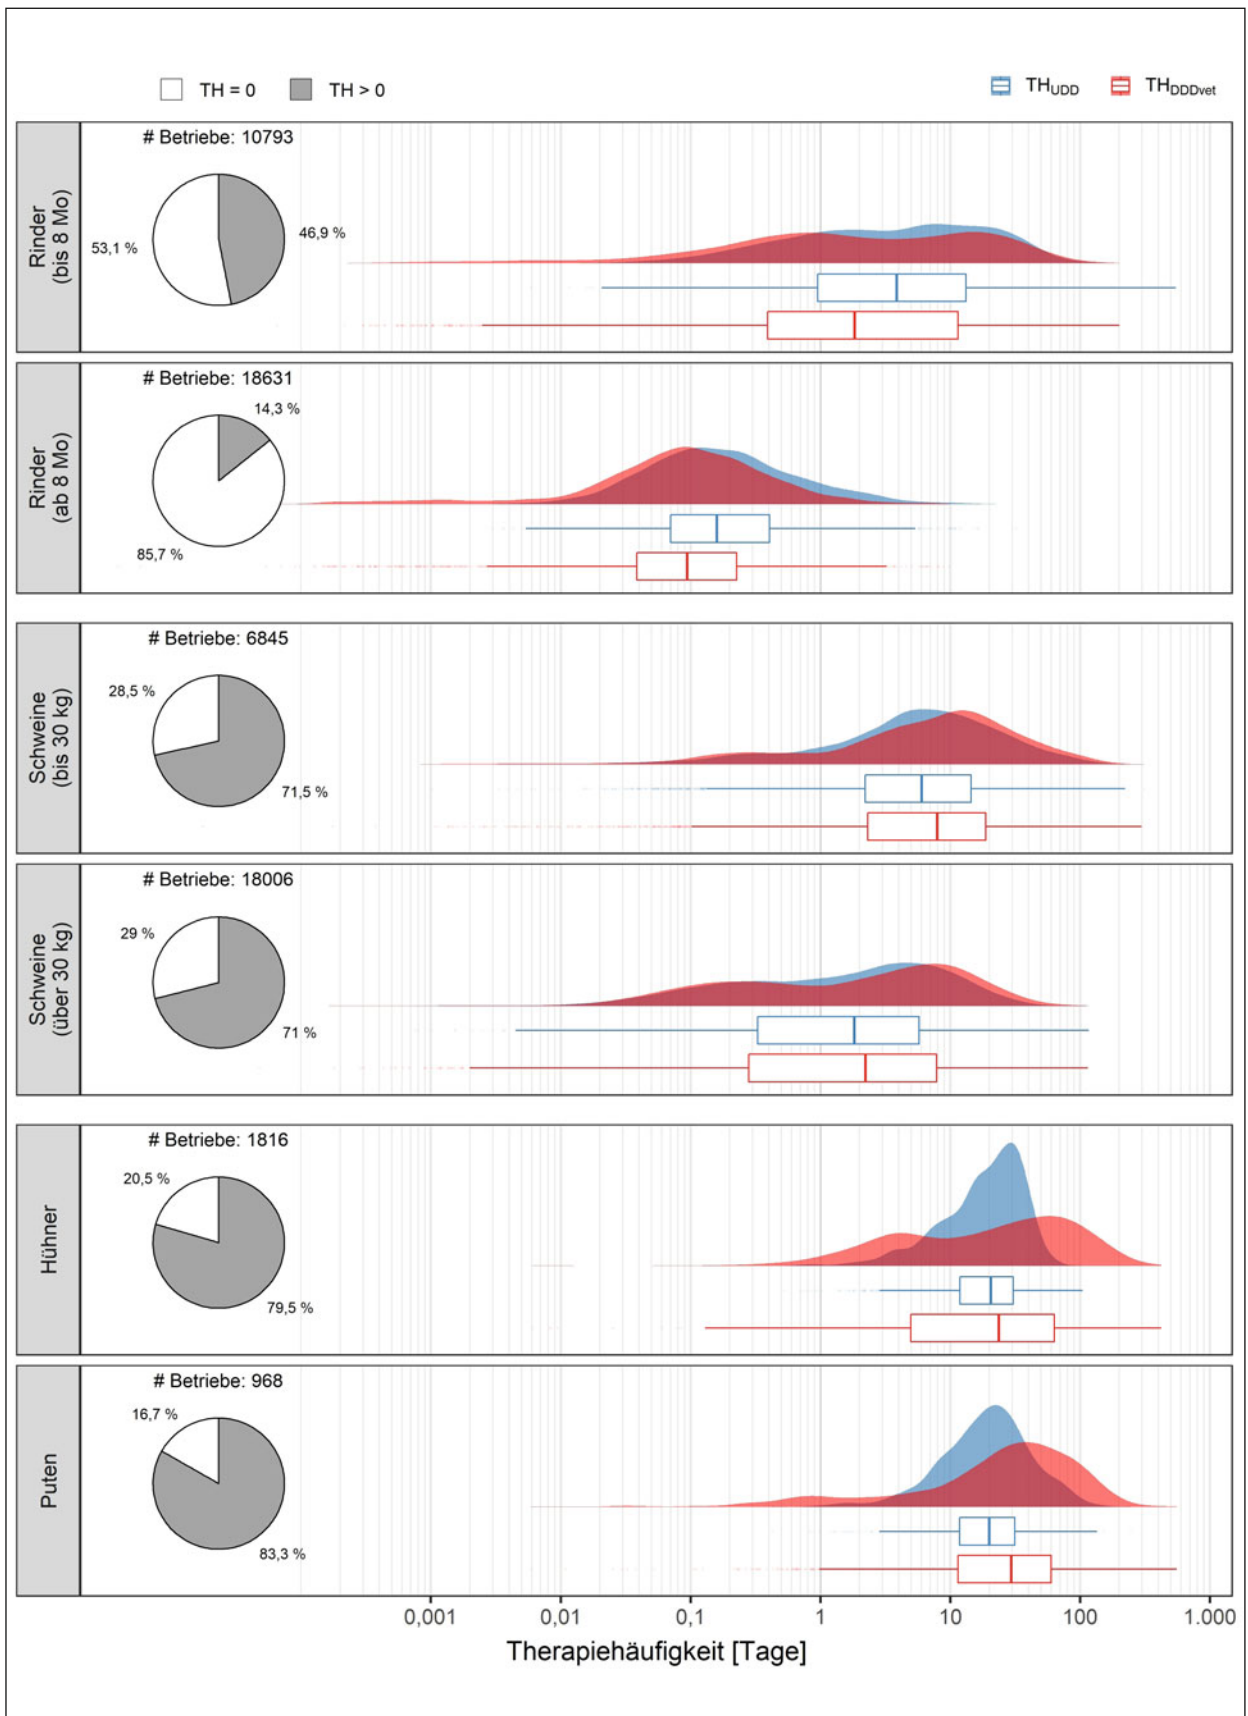 TH = 0
TH > 0
TH_UDD
TH_DDDvet
Rinder
(bis 8 Mo)
# Betriebe: 10793
53,1 %
46,9 %
Rinder
(ab 8 Mo)
# Betriebe: 18631
14,3 %
85,7 %
Schweine
(bis 30 kg)
# Betriebe: 6845
28,5 %
71,5 %
Schweine
(über 30 kg)
# Betriebe: 18006
29 %
71 %
Hühner
# Betriebe: 1816
20,5 %
79,5 %
Puten
# Betriebe: 968
16,7 %
83,3 %
0,001
0,01
0,1
1
10
100
1.000
Therapiehäufigkeit [Tage]